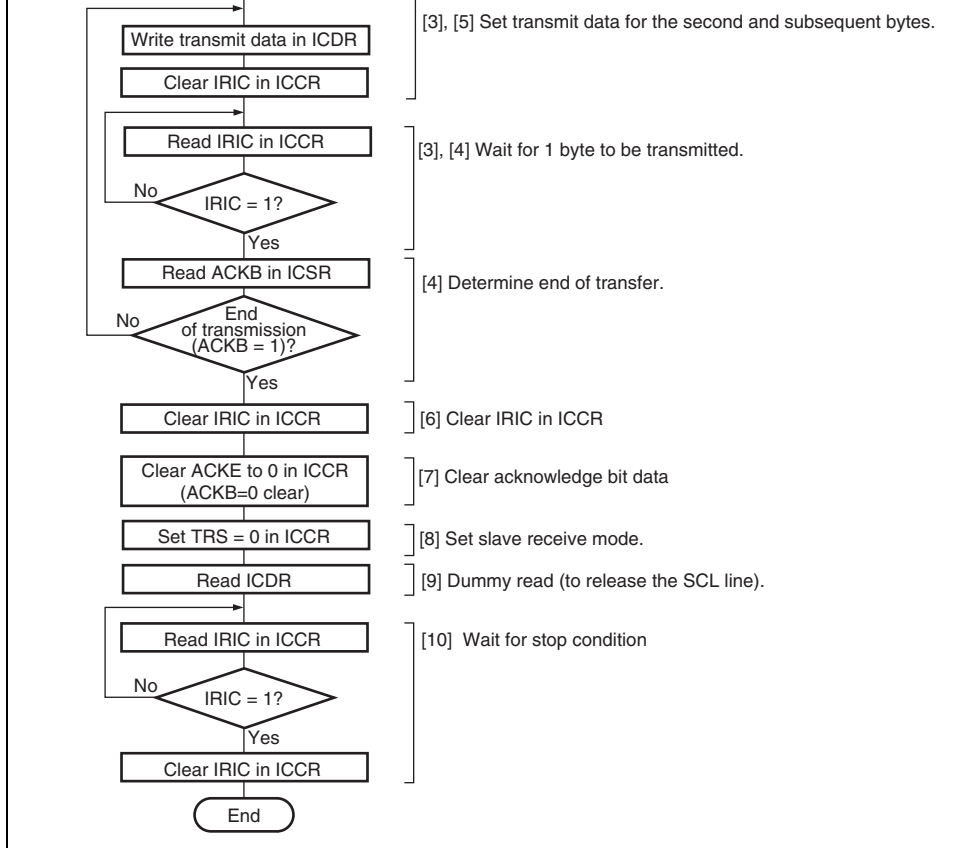 [3], [5] Set transmit data for the second and subsequent bytes.
Write transmit data in ICDR
Clear IRIC in ICCR
Read IRIC in ICCR
[3], [4] Wait for 1 byte to be transmitted.
No
IRIC = 1?
Yes
Read ACKB in ICSR
[4] Determine end of transfer.
No
End
of transmission
(ACKB = 1)?
Yes
Clear IRIC in ICCR
[6] Clear IRIC in ICCR
Clear ACKE to 0 in ICCR
(ACKB=0 clear)
[7] Clear acknowledge bit data
Set TRS = 0 in ICCR
[8] Set slave receive mode.
Read ICDR
[9] Dummy read (to release the SCL line).
Read IRIC in ICCR
[10] Wait for stop condition
No
IRIC = 1?
Yes
Clear IRIC in ICCR
End